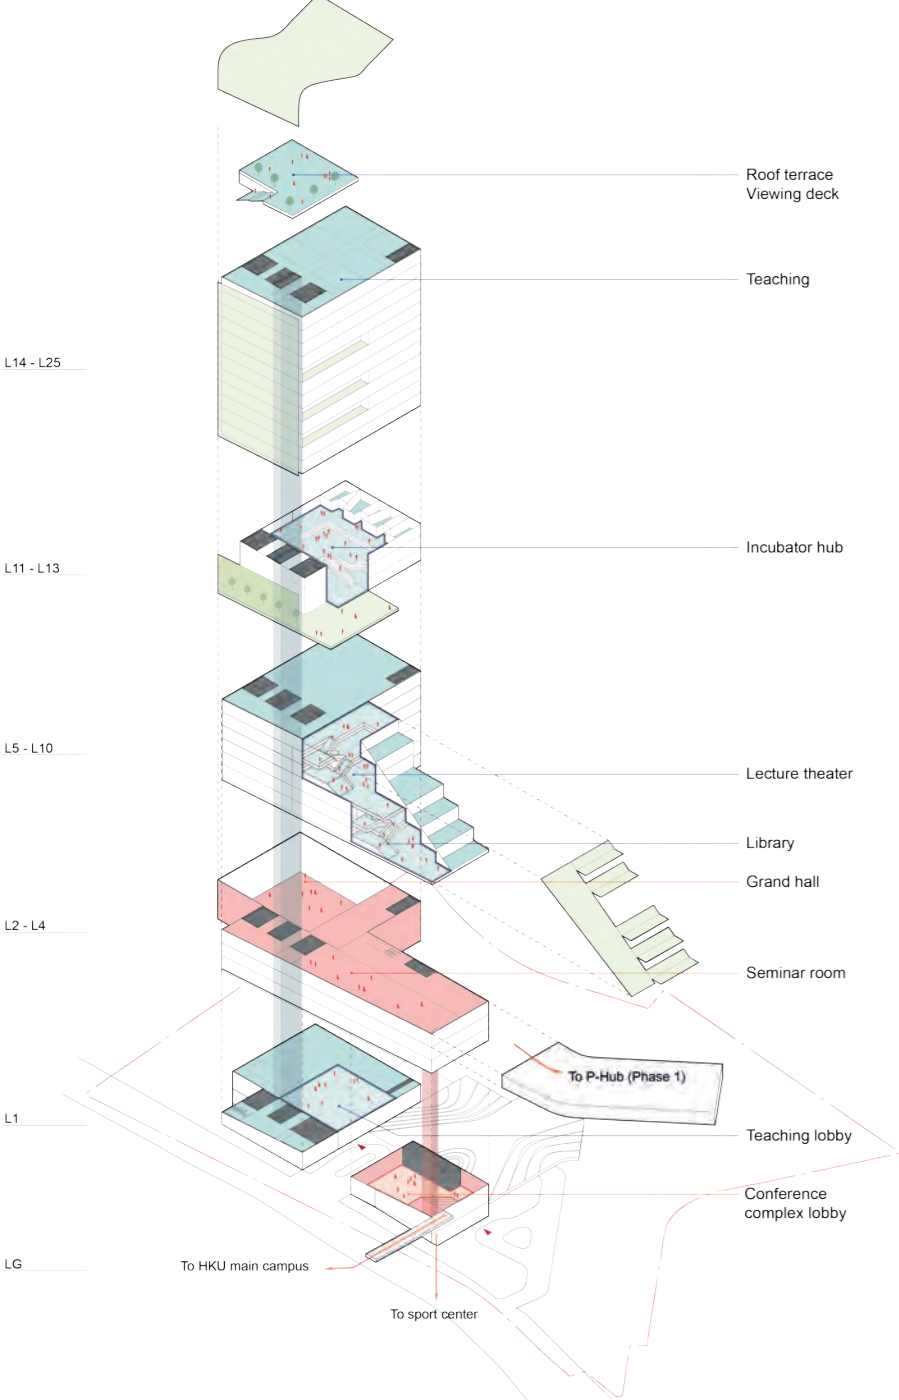 Roof terrace
Viewing deck
Teaching
L14 - L25
Incubator hub
L11 - L13
L5 - L10
Lecture theater
Library
Grand hall
L2 - L4
Seminar room
To P-Hub (Phase 1)
L1
Teaching lobby
Conference
complex lobby
LG
To HKU main campus
To sport center